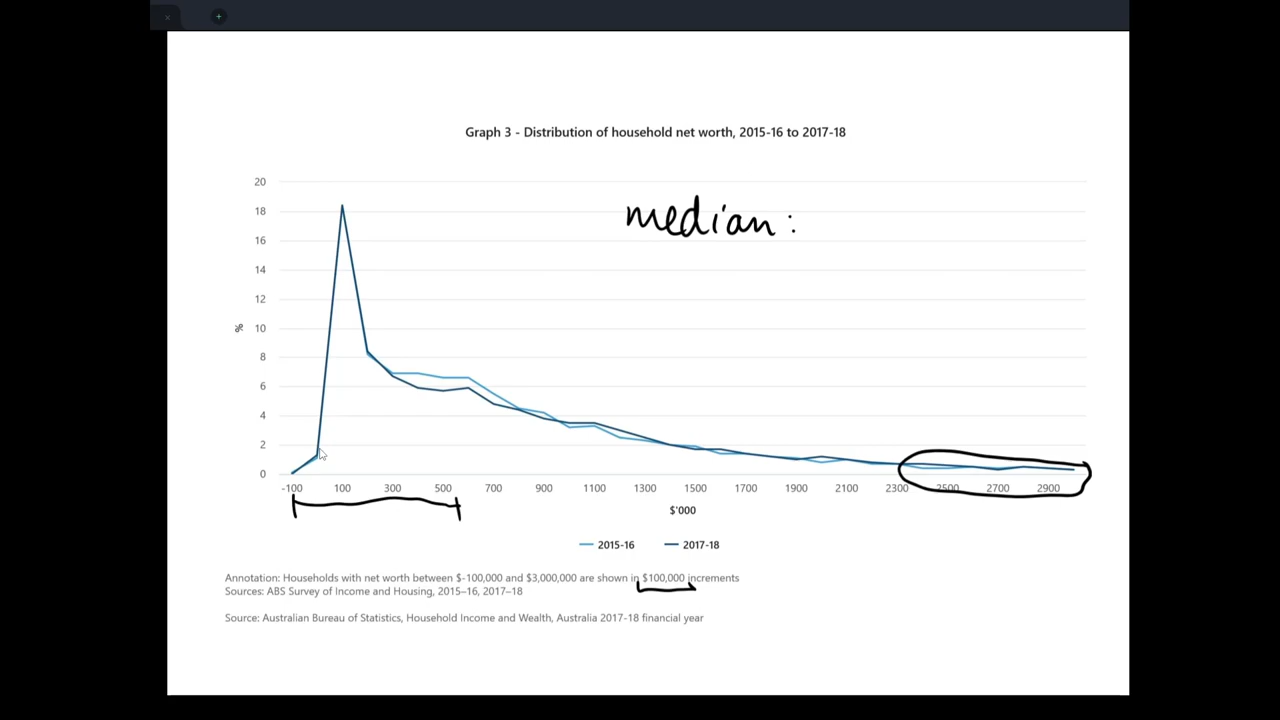 Graph 3 - Distribution of household net worth, 2015-16 to 2017-18
median :
20
18
16
14
12
10
8
6
4
2
0
%
-100 100 300 500 700 900 1100 1300 1500 1700 1900 2100 2300 2500 2700 2900
$'000
2015-16 2017-18
Annotation: Households with net worth between $-100,000 and $3,000,000 are shown in $100,000 increments
Sources: ABS Survey of Income and Housing, 2015–16, 2017–18
Source: Australian Bureau of Statistics, Household Income and Wealth, Australia 2017-18 financial year